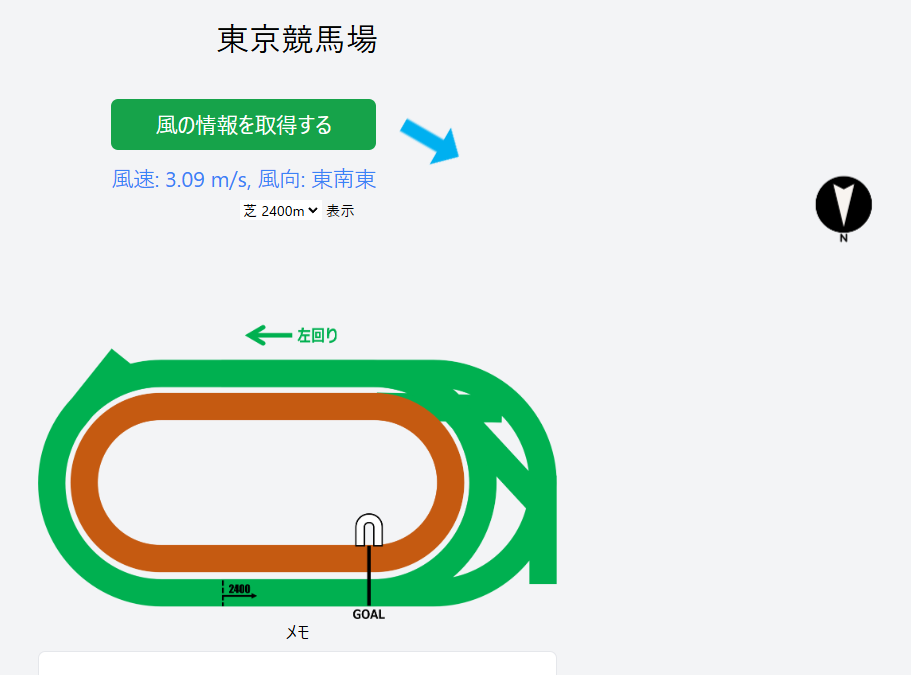 東京競馬場
風の情報を取得する
風速: 3.09 m/s, 風向: 東南東
芝 2400m 表示
N
左回り
2400
GOAL
メモ